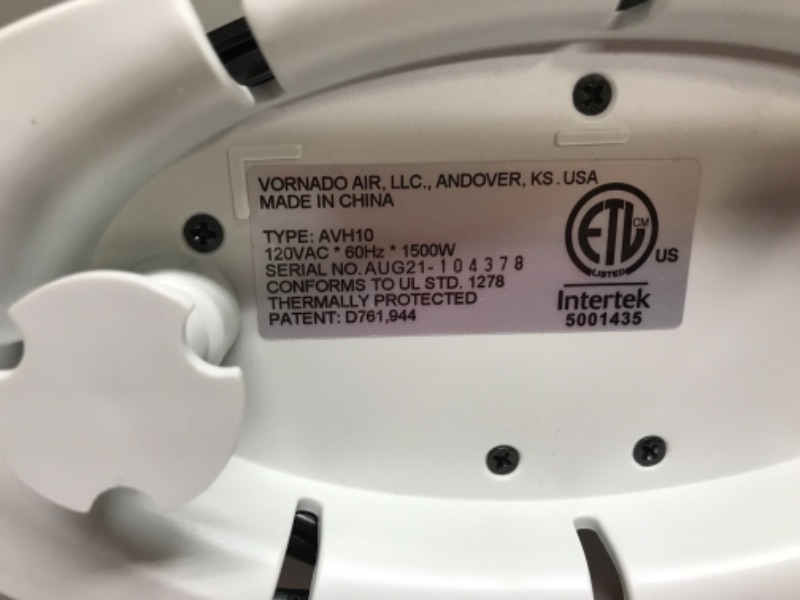 VORNADO AIR, LLC., ANDOVER, KS. USA
MADE IN CHINA
TYPE: AVH10
120VAC * 60Hz * 1500W
SERIAL NO. AUG21-104378
CONFORMS TO UL STD. 1278
THERMALLY PROTECTED
PATENT: D761,944
ETL CM
LISTED
US
Intertek
5001435